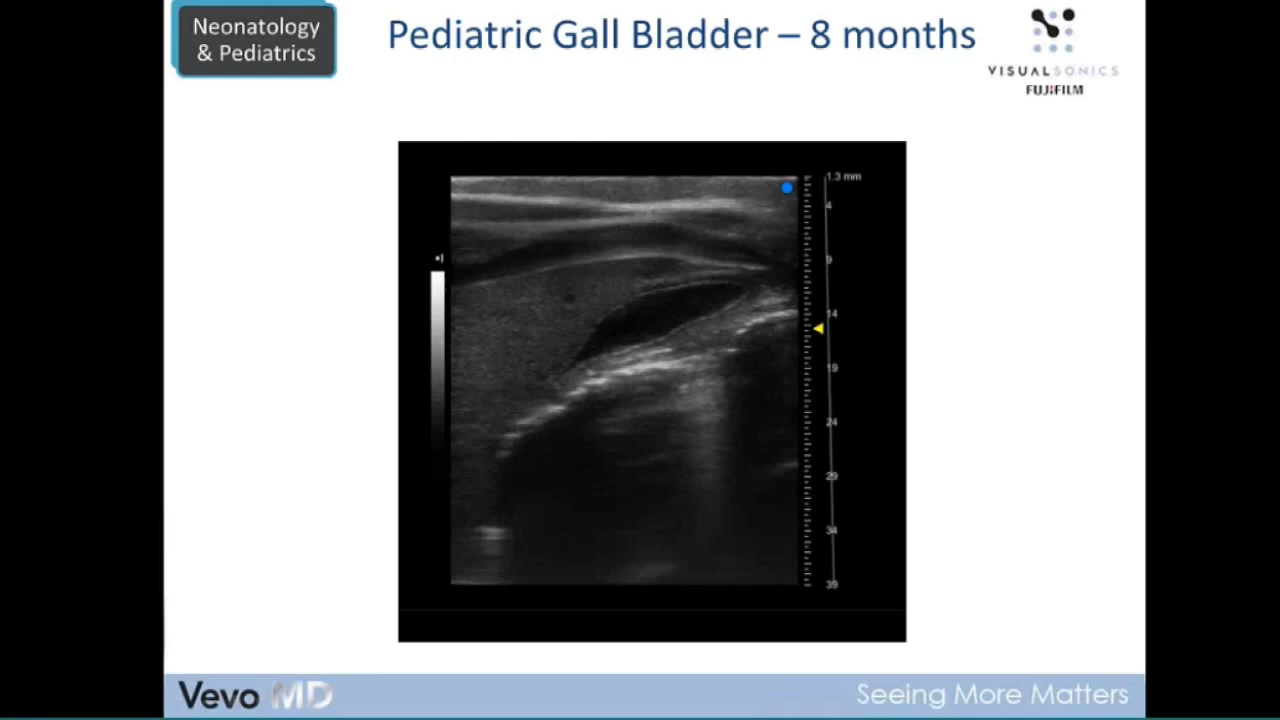 Neonatology
& Pediatrics
Pediatric Gall Bladder – 8 months
VISUALSONICS
FUJIFILM
1.3 mm
4
9
14
19
24
29
34
39
Vevo MD
Seeing More Matters